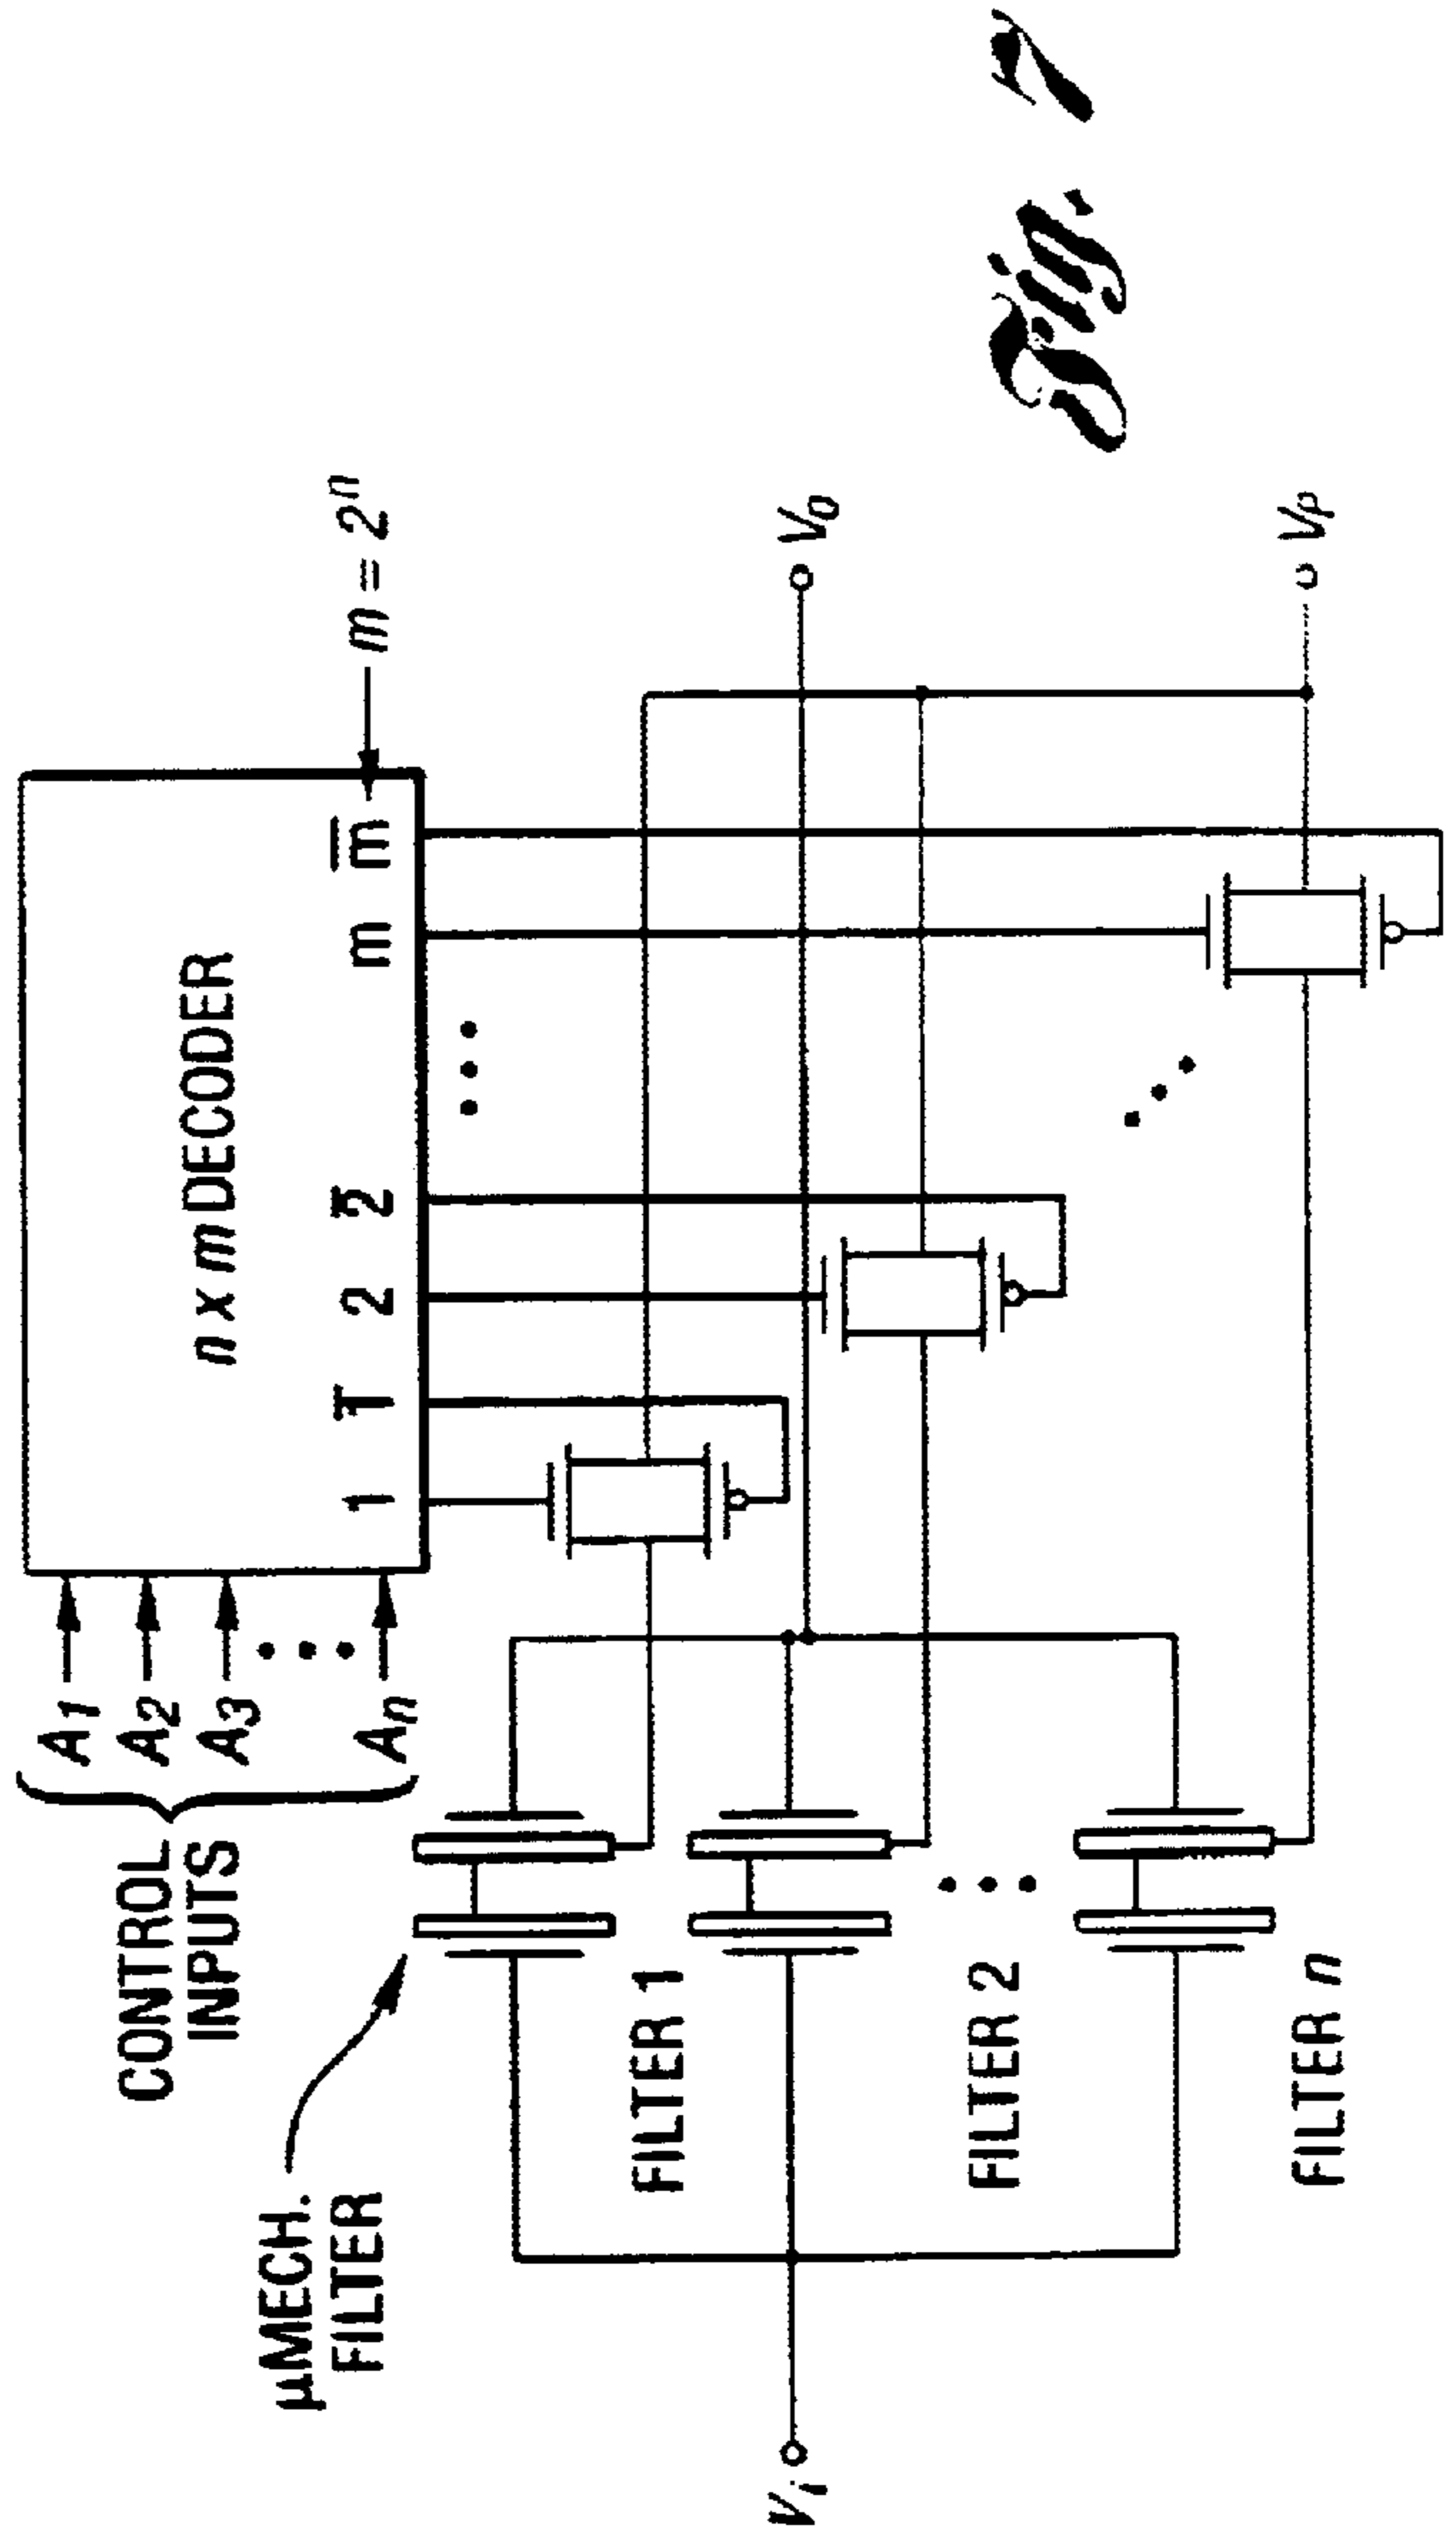 CONTROL
INPUTS
A1
A2
A3
An
n x m DECODER
1 1̅ 2 2̅ m m̅
m = 2ⁿ
μMECH.
FILTER
FILTER 1
FILTER 2
FILTER n
Vi
Vo
VP
Fig. 7